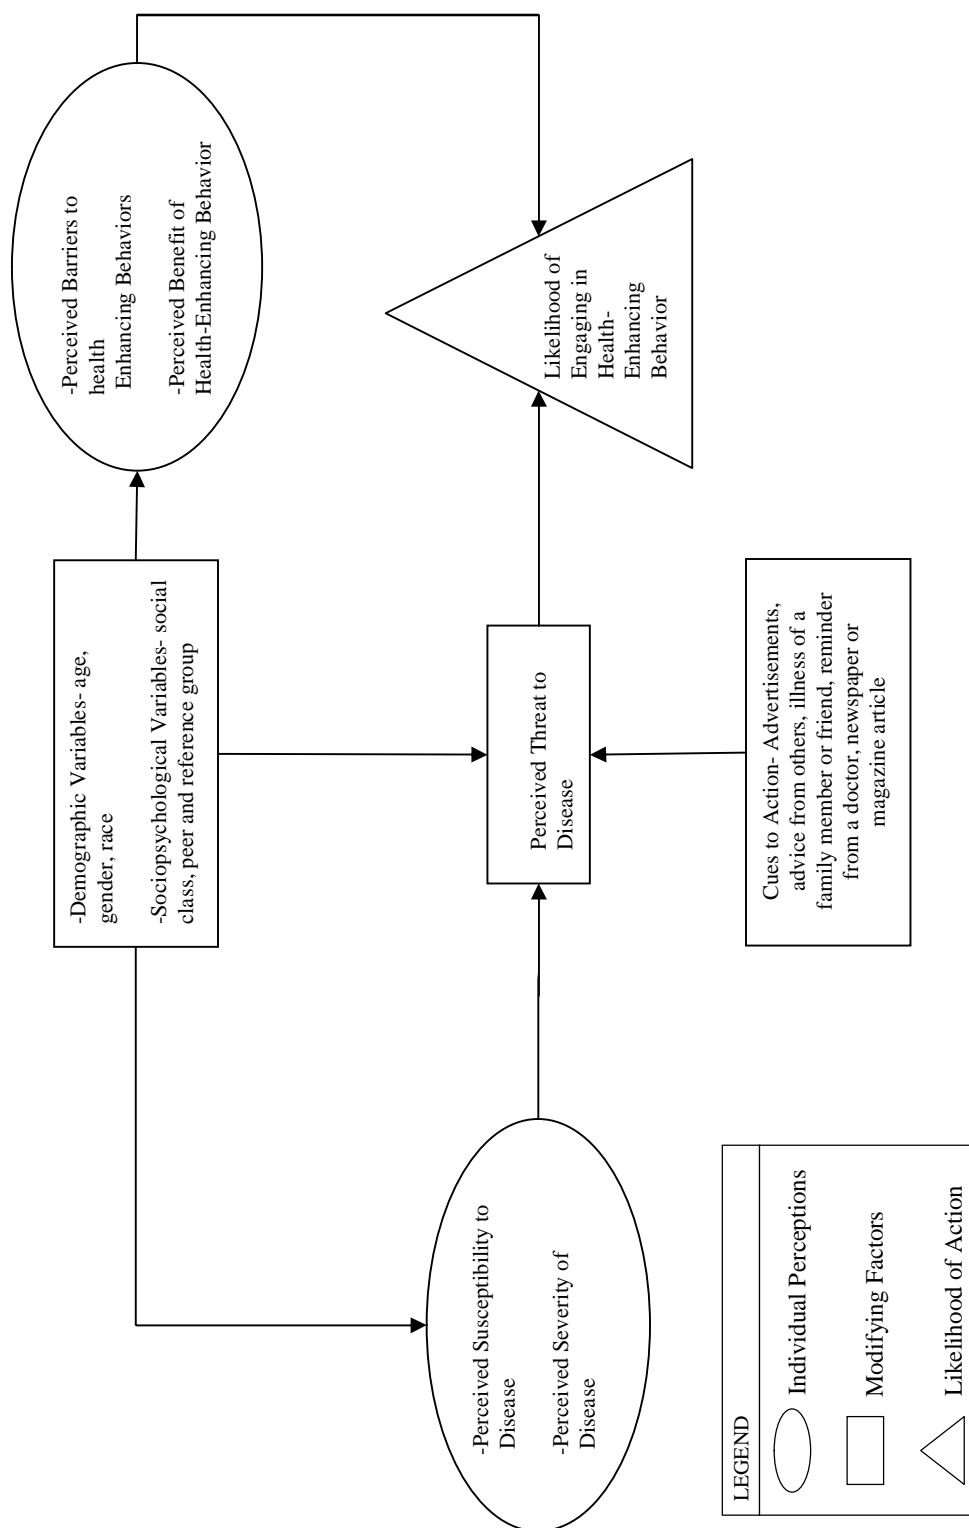 -Demographic Variables- age,
gender, race
-Sociopsychological Variables- social
class, peer and reference group
-Perceived Barriers to
health
Enhancing Behaviors
-Perceived Benefit of
Health-Enhancing Behavior
-Perceived Susceptibility to
Disease
-Perceived Severity of
Disease
Perceived Threat to
Disease
Likelihood of
Engaging in
Health-
Enhancing
Behavior
Cues to Action- Advertisements,
advice from others, illness of a
family member or friend, reminder
from a doctor, newspaper or
magazine article
LEGEND
Individual Perceptions
Modifying Factors
Likelihood of Action